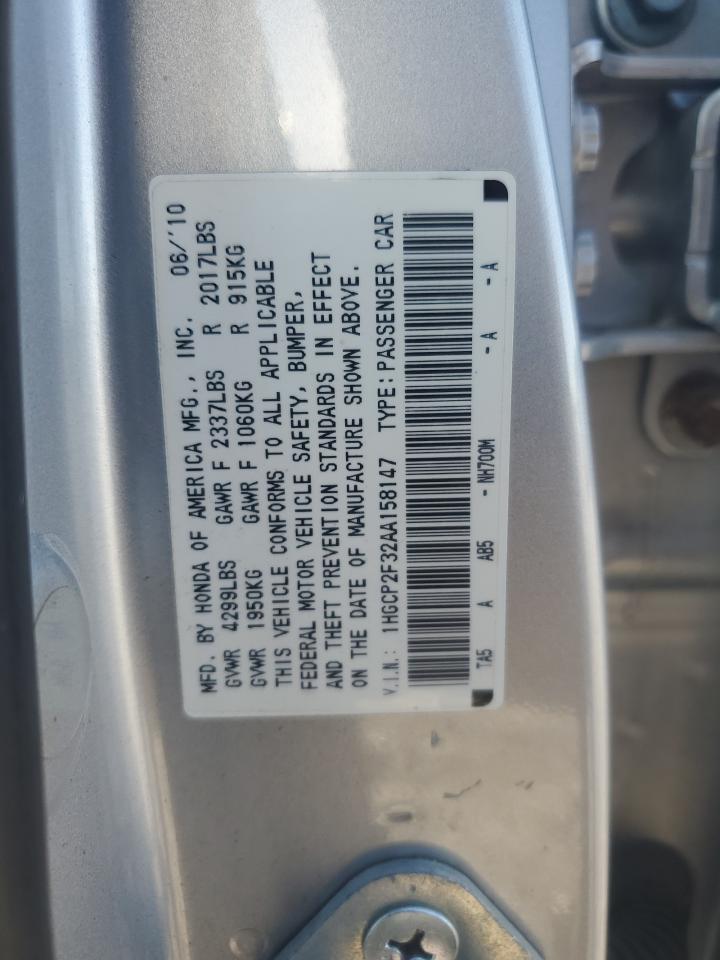 MFD. BY HONDA OF AMERICA MFG., INC. 06/'10
GVWR 4299LBS GAWR F 2337LBS R 2017LBS
GVWR 1950KG GAWR F 1060KG R 915KG
THIS VEHICLE CONFORMS TO ALL APPLICABLE
FEDERAL MOTOR VEHICLE SAFETY, BUMPER,
AND THEFT PREVENTION STANDARDS IN EFFECT
ON THE DATE OF MANUFACTURE SHOWN ABOVE.
V.I.N.: 1HGCP2F32AA158147 TYPE: PASSENGER CAR
TA5 A AB5 - NH700M - A - A